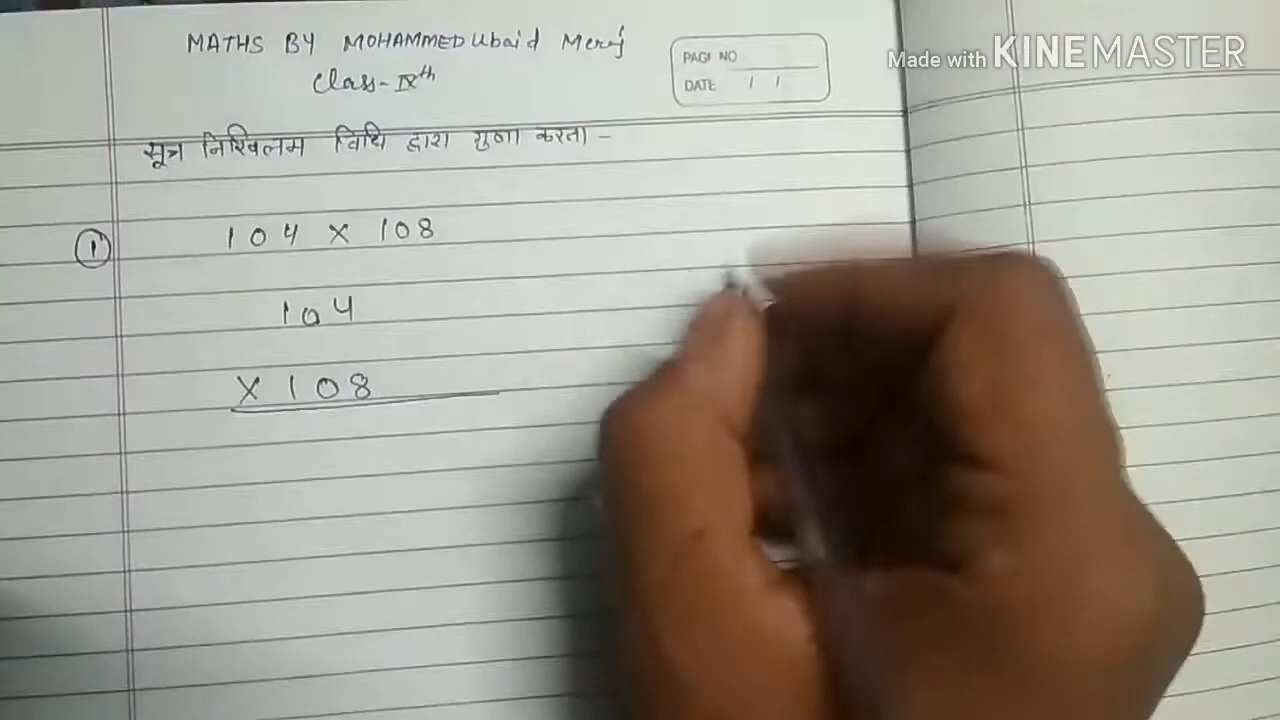 MATHS BY MOHAMMED Ubaid Meraj
Class-IXth
PAGE NO
DATE / /
Made with KINEMASTER
सूत्र निखिलम विधि द्वारा गुणा करता -
① 104 × 108
104
× 108